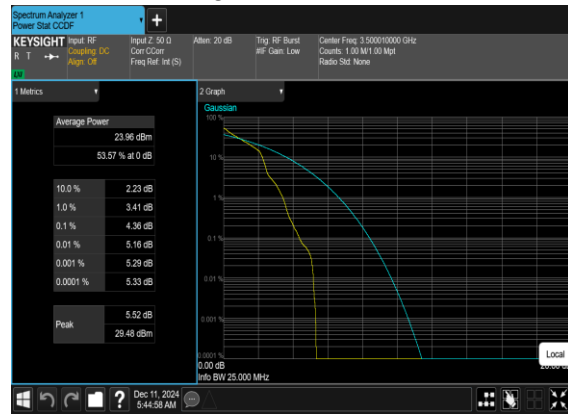 Spectrum Analyzer 1
Power Stat CCDF
+
KEYSIGHT
R T
LXI
Input: RF
Coupling: DC
Align: Off
Input Z: 50 Ω
Corr CCorr
Freq Ref: Int (S)
Atten: 20 dB
Trig: RF Burst
#IF Gain: Low
Center Freq: 3.500010000 GHz
Counts: 1.00 M/1.00 Mpt
Radio Std: None
1 Metrics
Average Power
23.96 dBm
53.57 % at 0 dB
10.0 % 2.23 dB
1.0 % 3.41 dB
0.1 % 4.36 dB
0.01 % 5.16 dB
0.001 % 5.29 dB
0.0001 % 5.33 dB
Peak 5.52 dB
29.48 dBm
2 Graph
Gaussian
100 %
10 %
1 %
0.1 %
0.01 %
0.001 %
0.0001 %
0.00 dB
Info BW 25.000 MHz
Local
?
Dec 11, 2024
5:44:58 AM